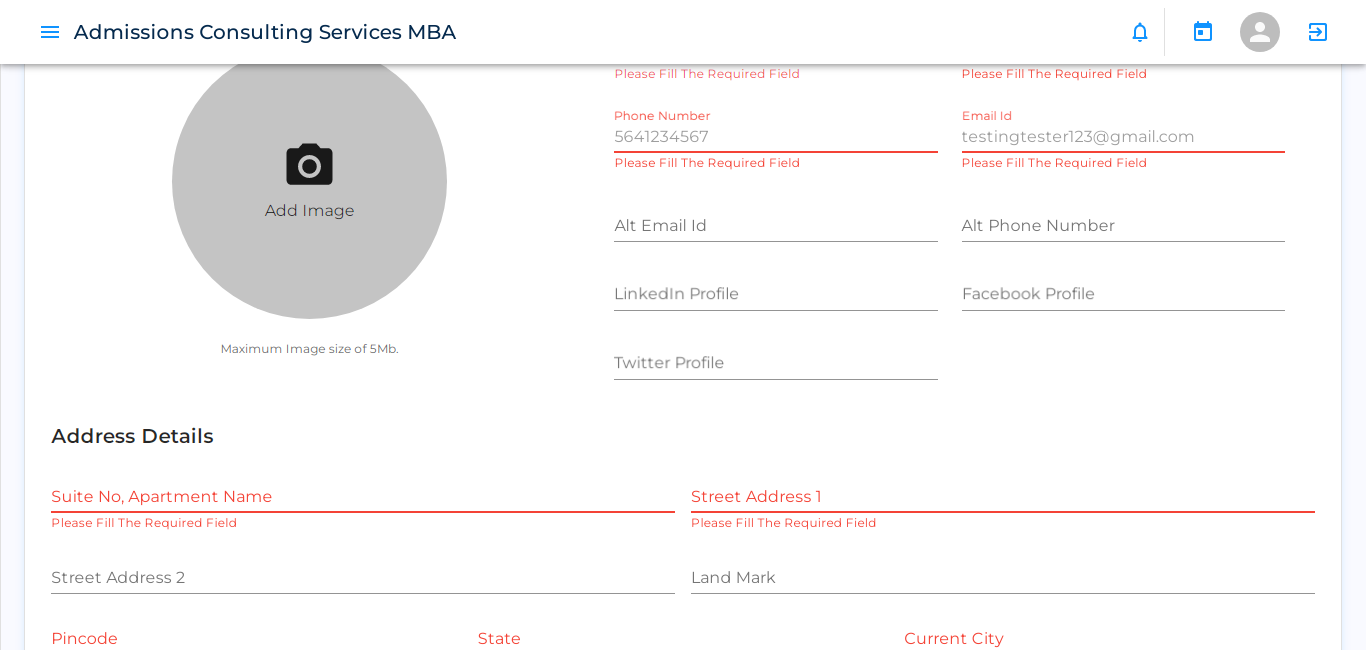 Admissions Consulting Services MBA
Please Fill The Required Field Please Fill The Required Field
Phone Number Email Id
5641234567 testingtester123@gmail.com
Please Fill The Required Field Please Fill The Required Field
Add Image
Alt Email Id Alt Phone Number
LinkedIn Profile Facebook Profile
Maximum Image size of 5Mb.
Twitter Profile
Address Details
Suite No, Apartment Name Street Address 1
Please Fill The Required Field Please Fill The Required Field
Street Address 2 Land Mark
Pincode State Current City